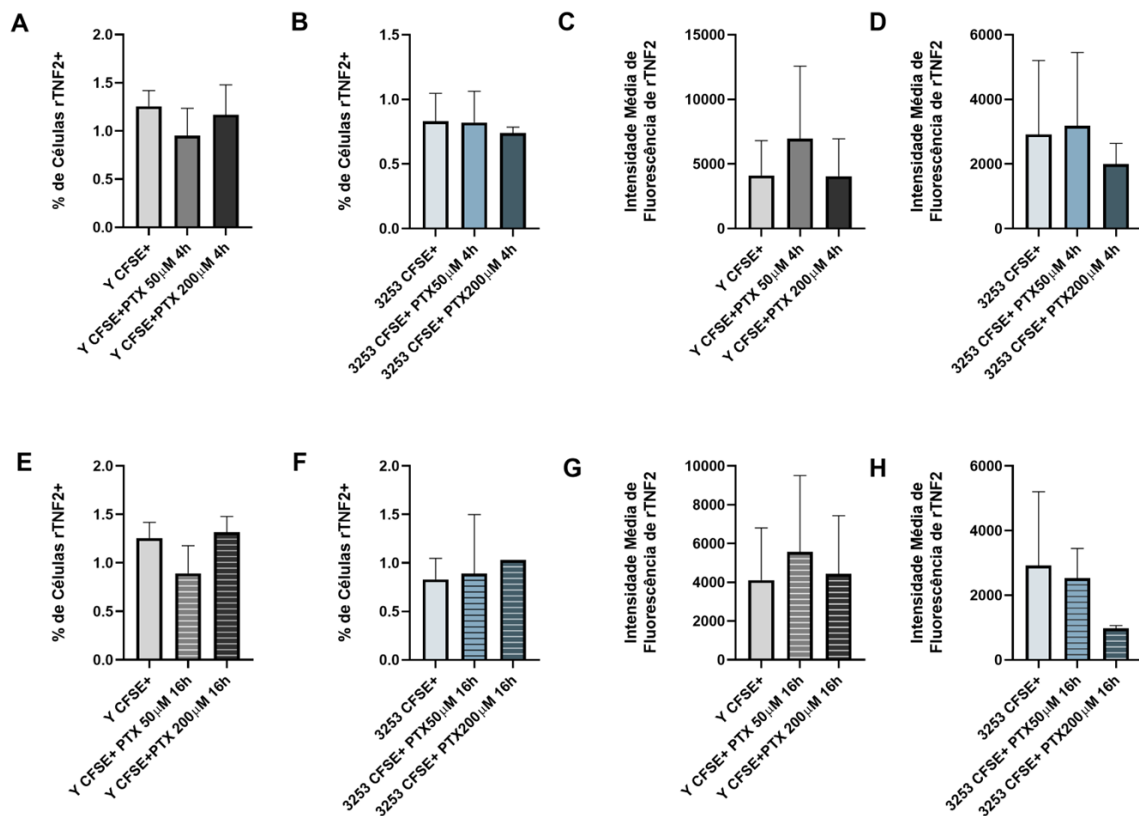 A
% de Células rTNF2+
2.0
1.5
1.0
0.5
0.0
Y CFSE+
Y CFSE+PTX 50μM 4h
Y CFSE+PTX 200μM 4h
B
% de Células rTNF2+
1.5
1.0
0.5
0.0
3253 CFSE+
3253 CFSE+ PTX50μM 4h
3253 CFSE+ PTX200μM 4h
C
Intensidade Média de
Fluorescência de rTNF2
15000
10000
5000
0
Y CFSE+
Y CFSE+PTX 50μM 4h
Y CFSE+PTX 200μM 4h
D
Intensidade Média de
Fluorescência de rTNF2
6000
4000
2000
0
3253 CFSE+
3253 CFSE+ PTX50μM 4h
3253 CFSE+ PTX200μM 4h
E
% de Células rTNF2+
2.0
1.5
1.0
0.5
0.0
Y CFSE+
Y CFSE+ PTX 50μM 16h
Y CFSE+PTX 200μM 16h
F
% de Células rTNF2+
2.0
1.5
1.0
0.5
0.0
3253 CFSE+
3253 CFSE+ PTX50μM 16h
3253 CFSE+ PTX200μM 16h
G
Intensidade Média de
Fluorescência de rTNF2
10000
8000
6000
4000
2000
0
Y CFSE+
Y CFSE+ PTX 50μM 16h
Y CFSE+PTX 200μM 16h
H
Intensidade Média de
Fluorescência de rTNF2
6000
4000
2000
0
3253 CFSE+
3253 CFSE+ PTX50μM 16h
3253 CFSE+ PTX200μM 16h